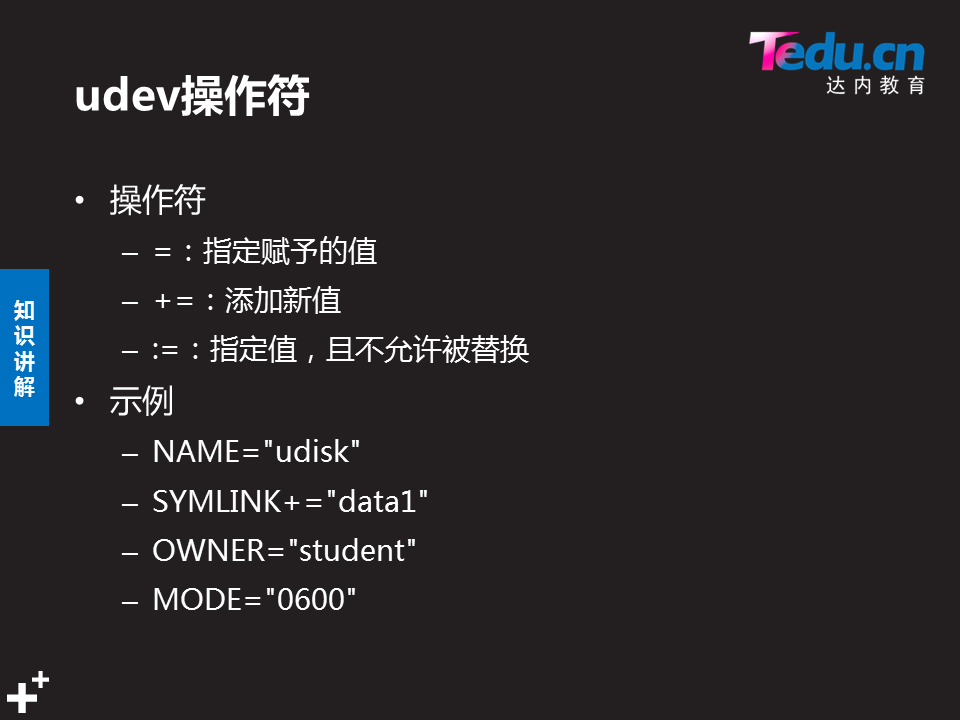 Tedu.cn
达内教育
udev操作符
• 操作符
– =：指定赋予的值
– +=：添加新值
– :=：指定值，且不允许被替换
• 示例
– NAME="udisk"
– SYMLINK+="data1"
– OWNER="student"
– MODE="0600"
知
识
讲
解